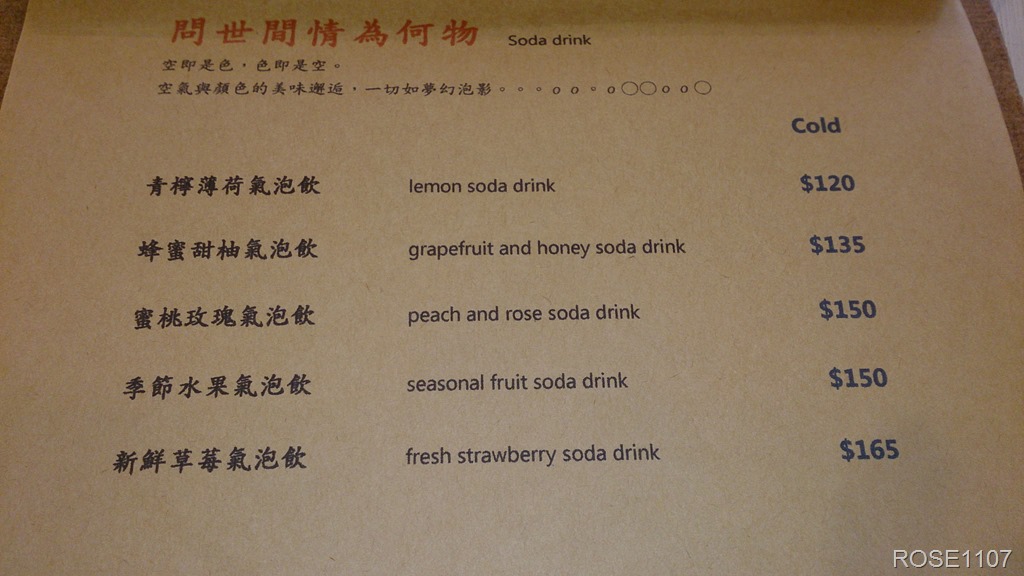 問世間情為何物 Soda drink
空即是色，色即是空。
空氣與顏色的美味邂逅，一切如夢幻泡影。。。oo。o○○oo○
Cold
青檸薄荷氣泡飲 lemon soda drink $120
蜂蜜甜柚氣泡飲 grapefruit and honey soda drink $135
蜜桃玫瑰氣泡飲 peach and rose soda drink $150
季節水果氣泡飲 seasonal fruit soda drink $150
新鮮草莓氣泡飲 fresh strawberry soda drink $165
ROSE1107